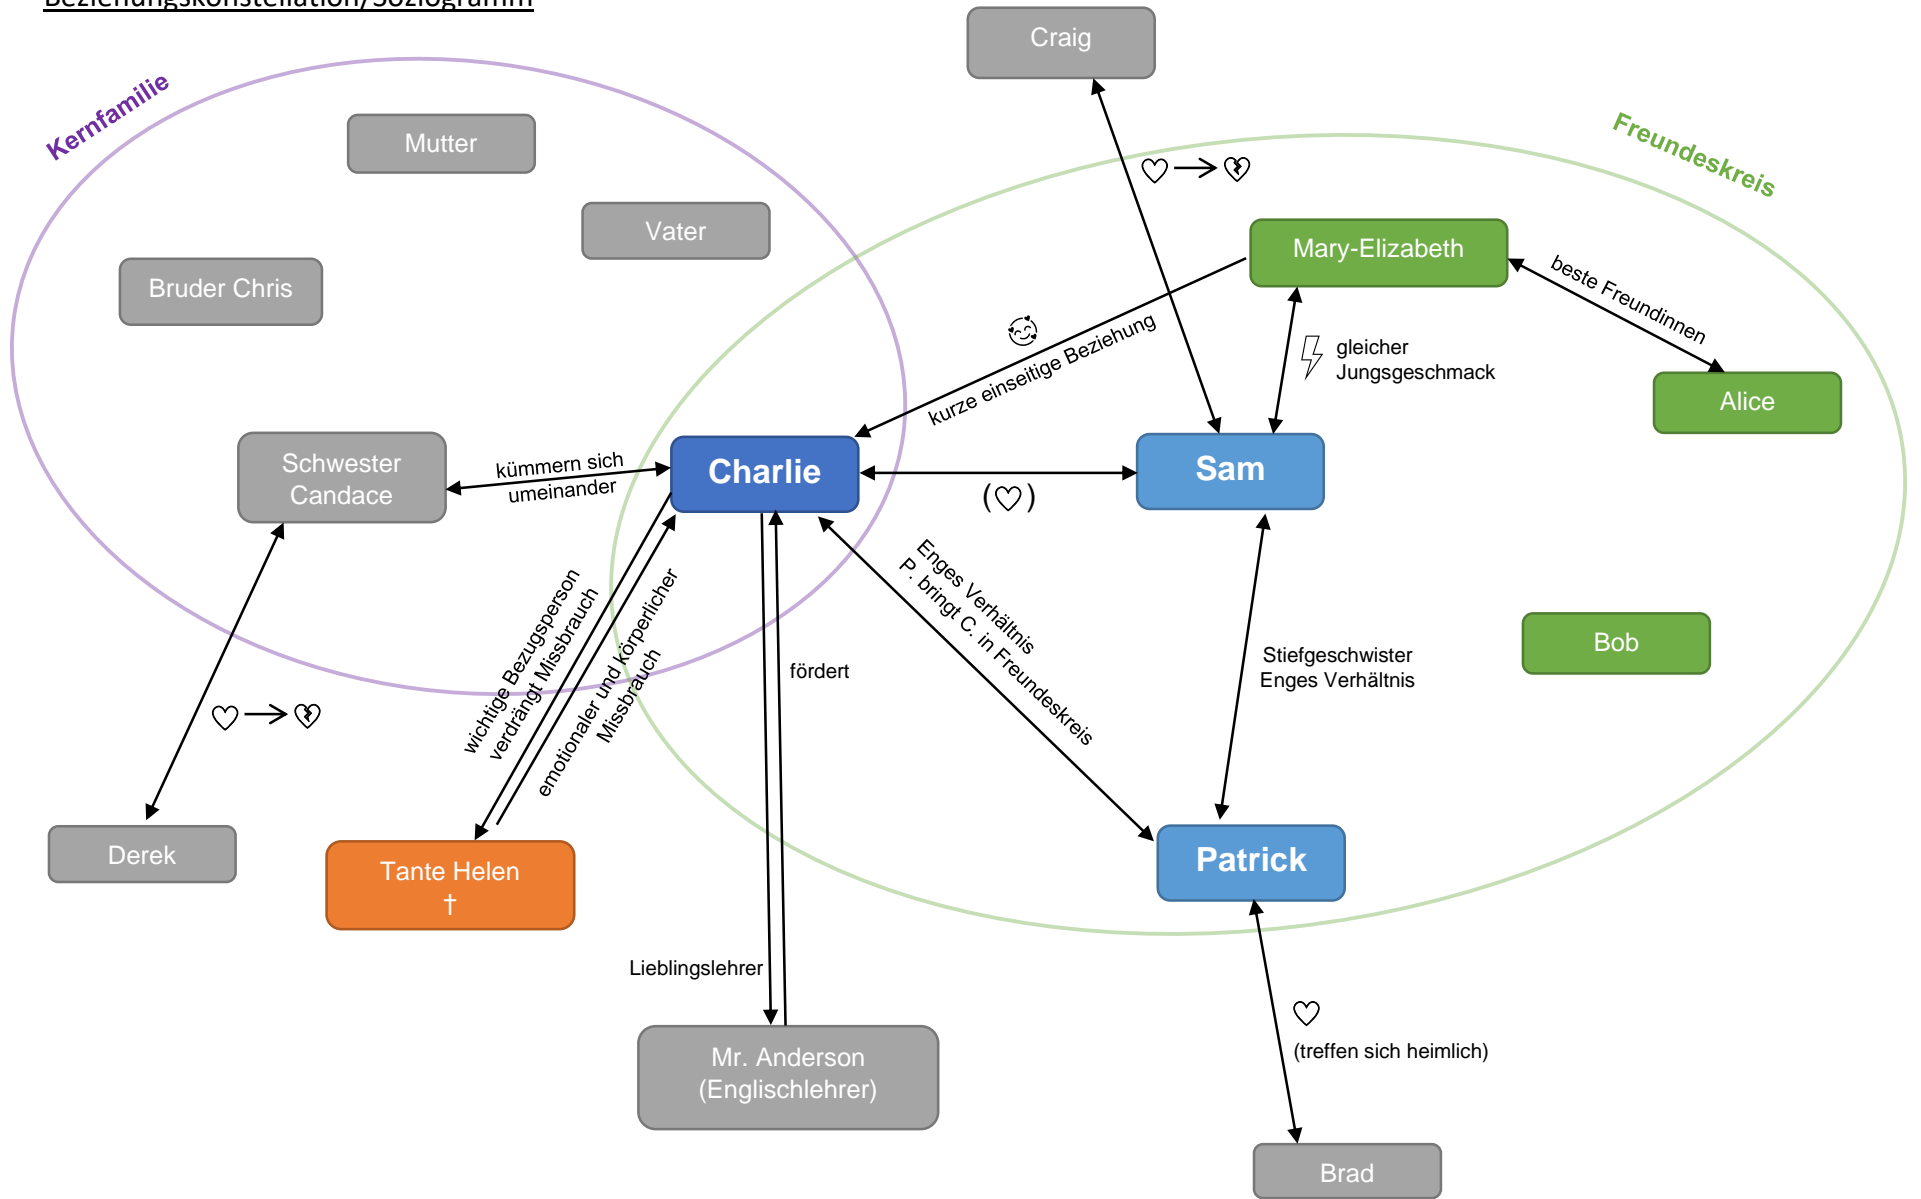 Beziehungskonstellation/Soziogramm
Craig
Kernfamilie
Freundeskreis
Mutter
Vater
Bruder Chris
Mary-Elizabeth
beste Freundinnen
kurze einseitige Beziehung
gleicher
Jungsgeschmack
Alice
Schwester
Candace
kümmern sich
umeinander
Charlie
(♡)
Sam
Enges Verhältnis
P. bringt C. in Freundeskreis
wichtige Bezugsperson
verdrängt Missbrauch
emotionaler und körperlicher
Missbrauch
fördert
Stiefgeschwister
Enges Verhältnis
Bob
Derek
Tante Helen
†
Patrick
Lieblingslehrer
Mr. Anderson
(Englischlehrer)
(treffen sich heimlich)
Brad